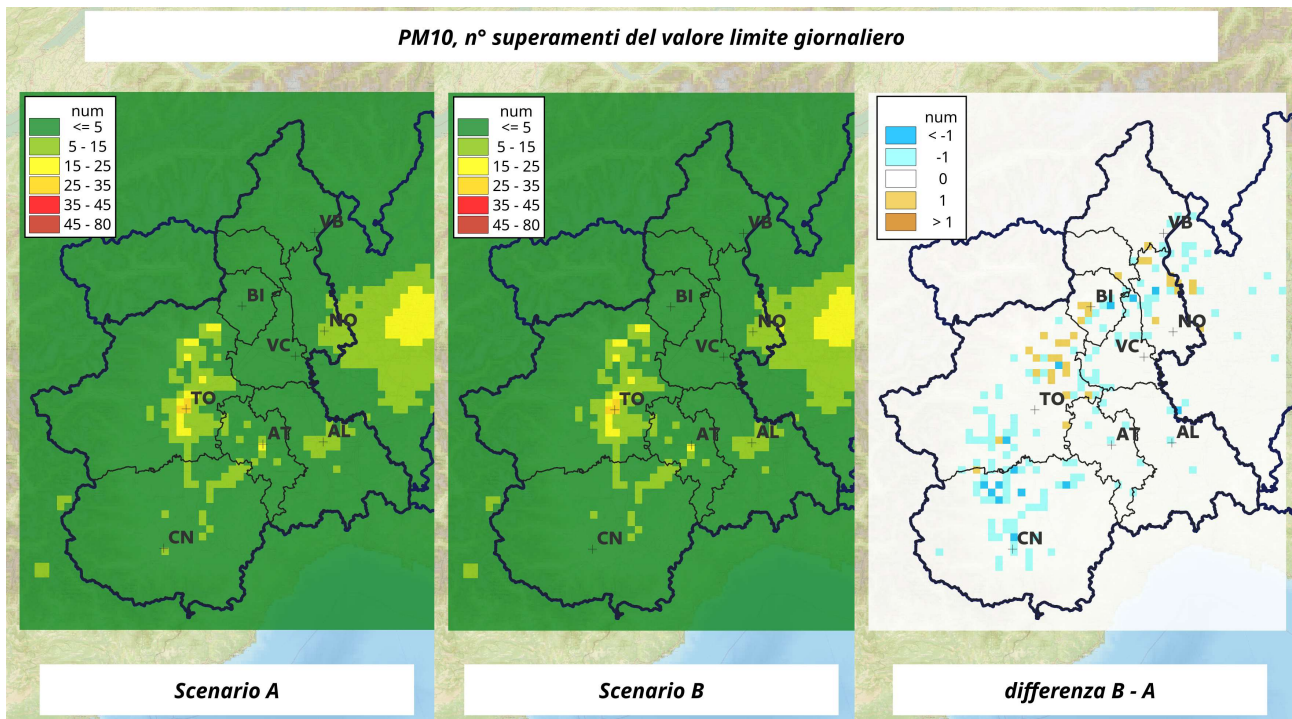 PM10, n° superamenti del valore limite giornaliero
num
<= 5
5 - 15
15 - 25
25 - 35
35 - 45
45 - 80
VB
BI
NO
VC
TO
AT
AL
CN
num
<= 5
5 - 15
15 - 25
25 - 35
35 - 45
45 - 80
VB
BI
NO
VC
TO
AT
AL
CN
num
< -1
-1
0
1
> 1
VB
BI
NO
VC
TO
AT
AL
CN
Scenario A
Scenario B
differenza B - A